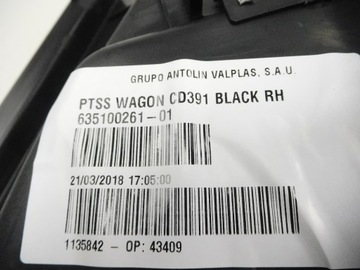 GRUPO ANTOLIN VALPLAS, S.A.U.
PTSS WAGON CD391 BLACK RH
635100261-01
21/03/2018 17:05:00
1135842 - OP: 43409